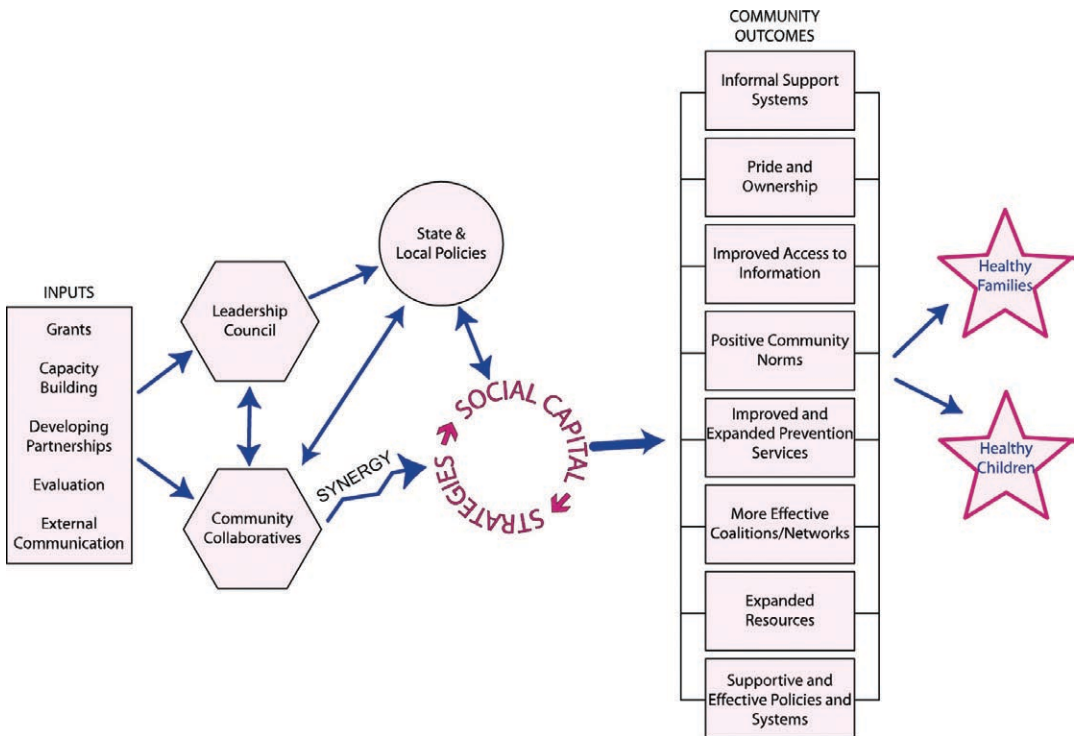 INPUTS
Grants
Capacity
Building
Developing
Partnerships
Evaluation
External
Communication
Leadership
Council
Community
Collaboratives
State &
Local Policies
SYNERGY
SOCIAL CAPITAL
STRATEGIES
COMMUNITY
OUTCOMES
Informal Support
Systems
Pride and
Ownership
Improved Access to
Information
Positive Community
Norms
Improved and
Expanded Prevention
Services
More Effective
Coalitions/Networks
Expanded
Resources
Supportive and
Effective Policies and
Systems
Healthy
Families
Healthy
Children